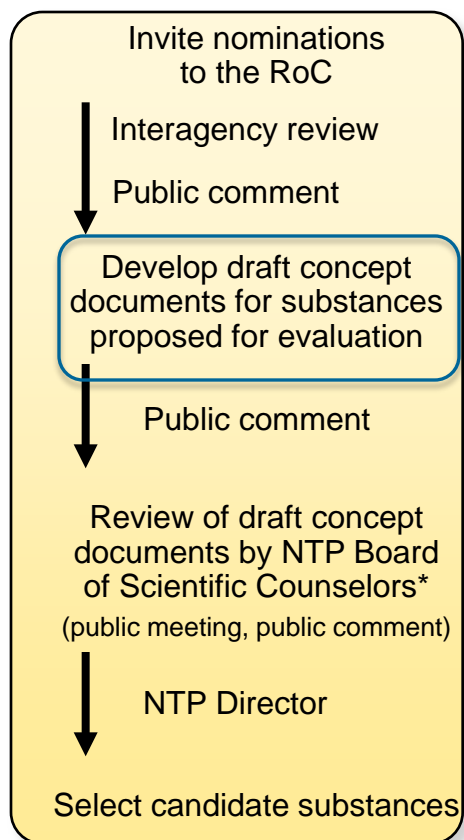 Invite nominations
to the RoC
Interagency review
Public comment
Develop draft concept
documents for substances
proposed for evaluation
Public comment
Review of draft concept
documents by NTP Board
of Scientific Counselors*
(public meeting, public comment)
NTP Director
Select candidate substances